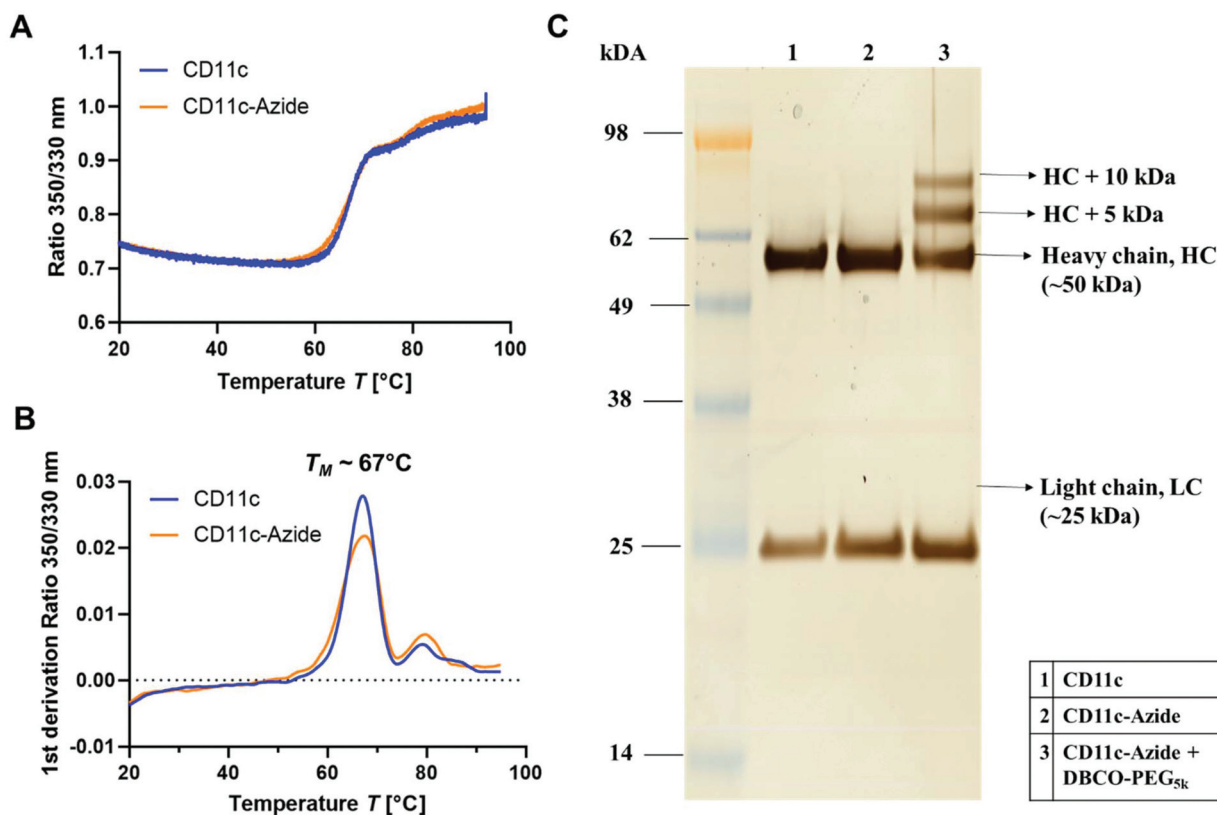 A
1.1
1.0
0.9
0.8
0.7
0.6
Ratio 350/330 nm
CD11c
CD11c-Azide
20
40
60
80
100
Temperature T [°C]
B
T_M ~ 67°C
0.03
0.02
0.01
0.00
-0.01
1st derivation Ratio 350/330 nm
CD11c
CD11c-Azide
20
40
60
80
100
Temperature T [°C]
C
kDA
1 2 3
98
62
49
38
25
14
HC + 10 kDa
HC + 5 kDa
Heavy chain, HC
(~50 kDa)
Light chain, LC
(~25 kDa)
1 CD11c
2 CD11c-Azide
3 CD11c-Azide +
DBCO-PEG5k